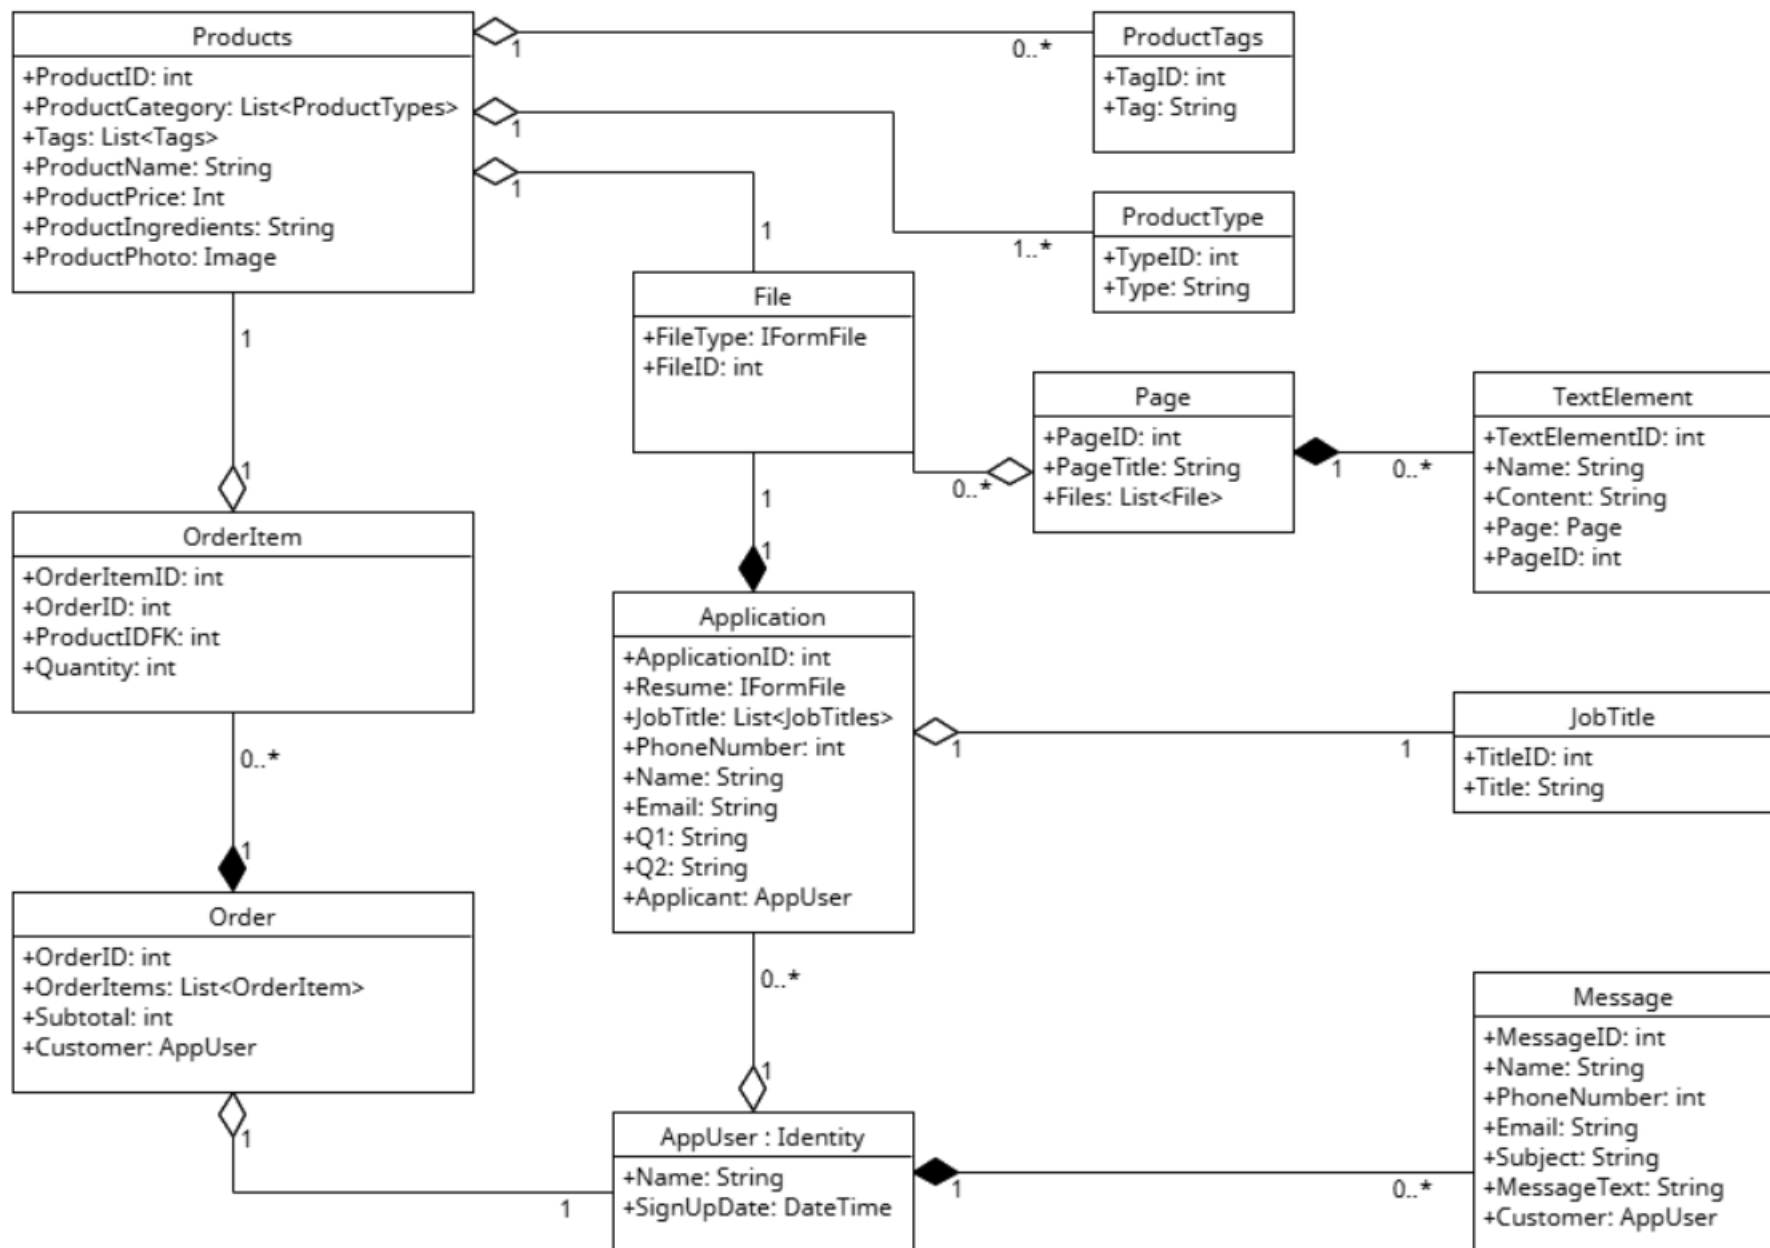 Products
+ProductID: int
+ProductCategory: List<ProductTypes>
+Tags: List<Tags>
+ProductName: String
+ProductPrice: Int
+ProductIngredients: String
+ProductPhoto: Image
1
0..*
ProductTags
+TagID: int
+Tag: String
1
1..*
ProductType
+TypeID: int
+Type: String
1
1
File
+FileType: IFormFile
+FileID: int
0..*
Page
+PageID: int
+PageTitle: String
+Files: List<File>
1
0..*
TextElement
+TextElementID: int
+Name: String
+Content: String
+Page: Page
+PageID: int
1
1
OrderItem
+OrderItemID: int
+OrderID: int
+ProductIDFK: int
+Quantity: int
0..*
1
Order
+OrderID: int
+OrderItems: List<OrderItem>
+Subtotal: int
+Customer: AppUser
1
1
1
1
Application
+ApplicationID: int
+Resume: IFormFile
+JobTitle: List<JobTitles>
+PhoneNumber: int
+Name: String
+Email: String
+Q1: String
+Q2: String
+Applicant: AppUser
1
1
JobTitle
+TitleID: int
+Title: String
0..*
1
AppUser : Identity
+Name: String
+SignUpDate: DateTime
1
0..*
Message
+MessageID: int
+Name: String
+PhoneNumber: int
+Email: String
+Subject: String
+MessageText: String
+Customer: AppUser